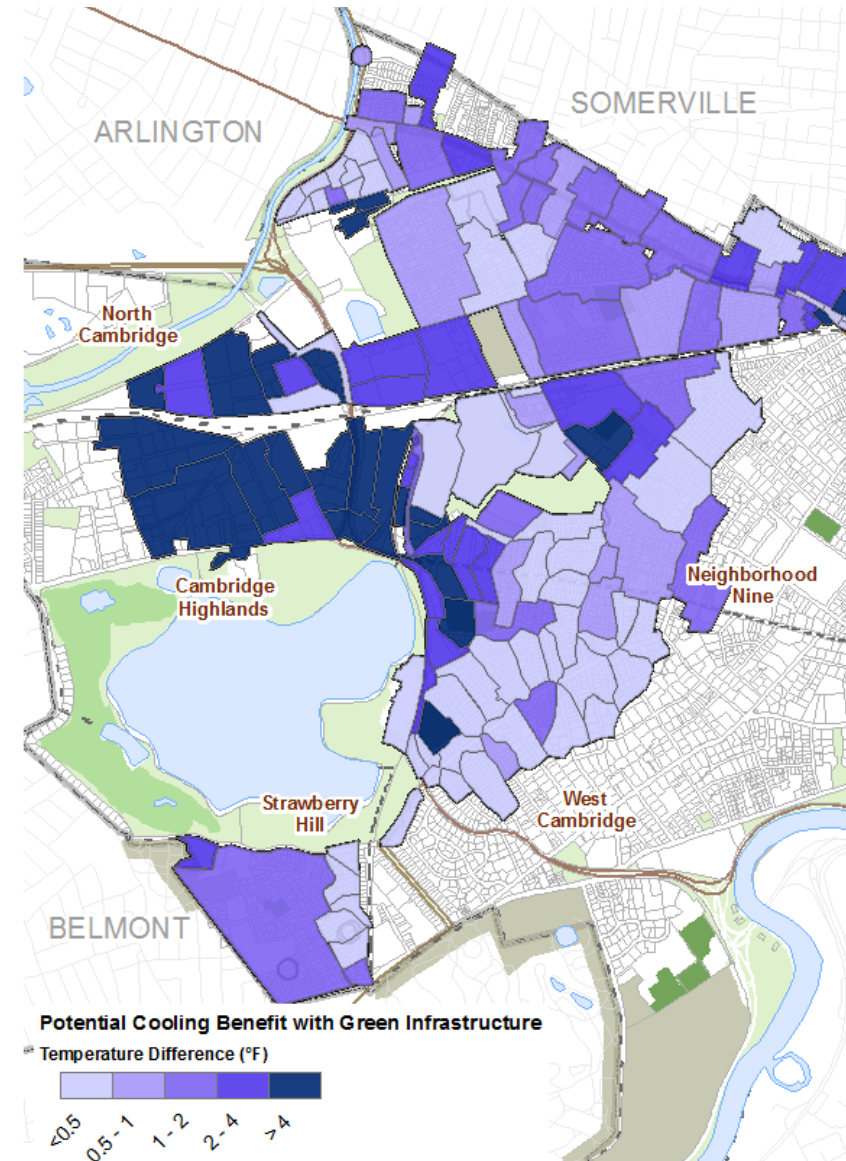 SOMERVILLE
ARLINGTON
North
Cambridge
Neighborhood
Nine
Cambridge
Highlands
Strawberry
Hill
West
Cambridge
BELMONT
Potential Cooling Benefit with Green Infrastructure
Temperature Difference (°F)
<0.5
0.5 - 1
1 - 2
2 - 4
>4